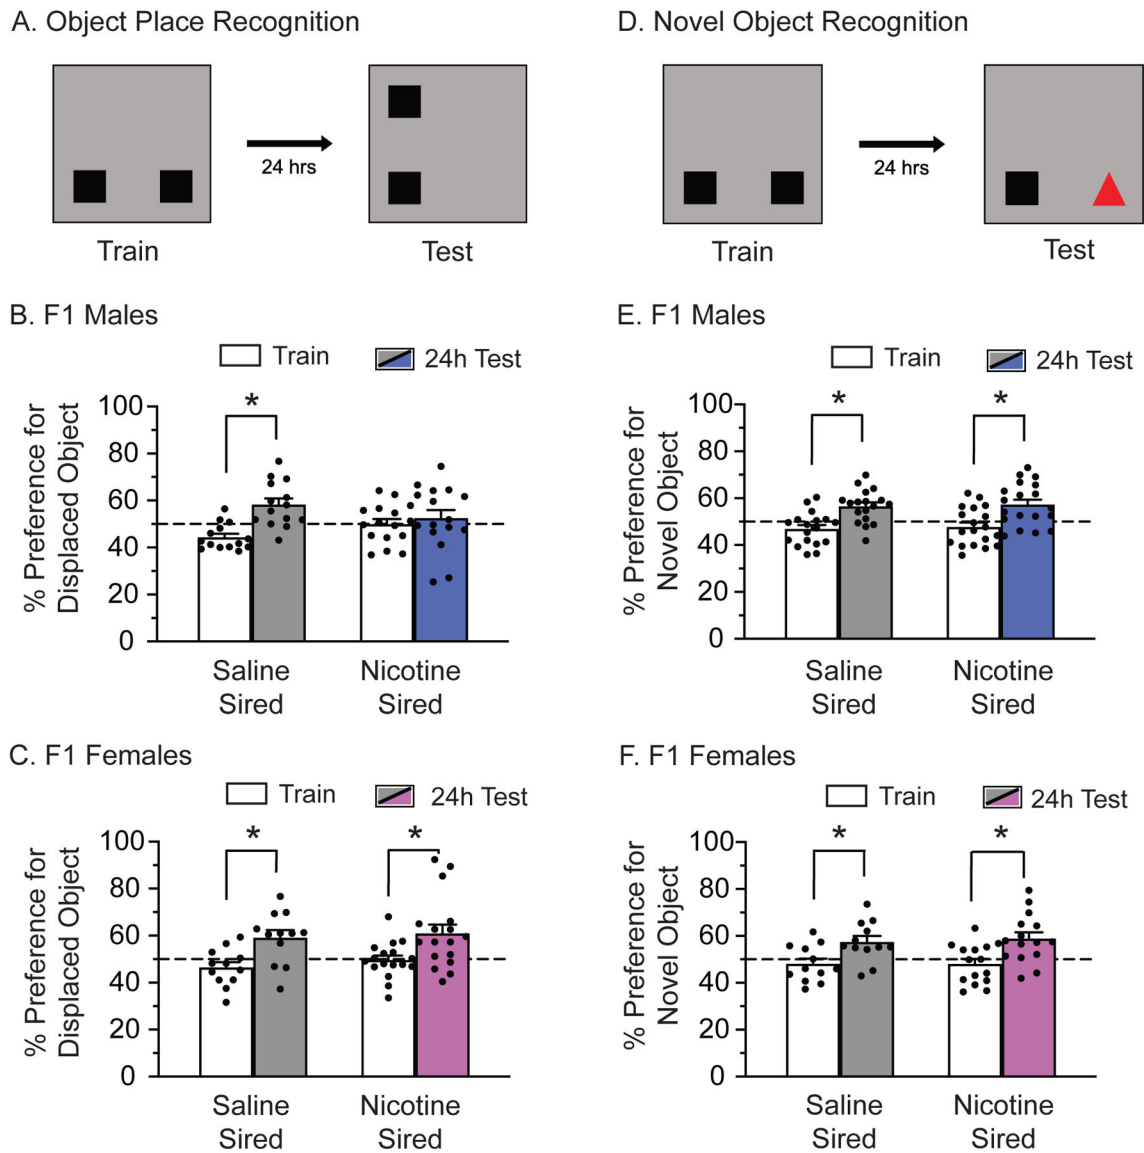 A. Object Place Recognition
24 hrs
Train
Test
B. F1 Males
Train
24h Test
*
% Preference for
Displaced Object
100
80
60
40
20
0
Saline
Sired
Nicotine
Sired
C. F1 Females
Train
24h Test
*
*
% Preference for
Displaced Object
100
80
60
40
20
0
Saline
Sired
Nicotine
Sired
D. Novel Object Recognition
24 hrs
Train
Test
E. F1 Males
Train
24h Test
*
*
% Preference for
Novel Object
100
80
60
40
20
0
Saline
Sired
Nicotine
Sired
F. F1 Females
Train
24h Test
*
*
% Preference for
Novel Object
100
80
60
40
20
0
Saline
Sired
Nicotine
Sired